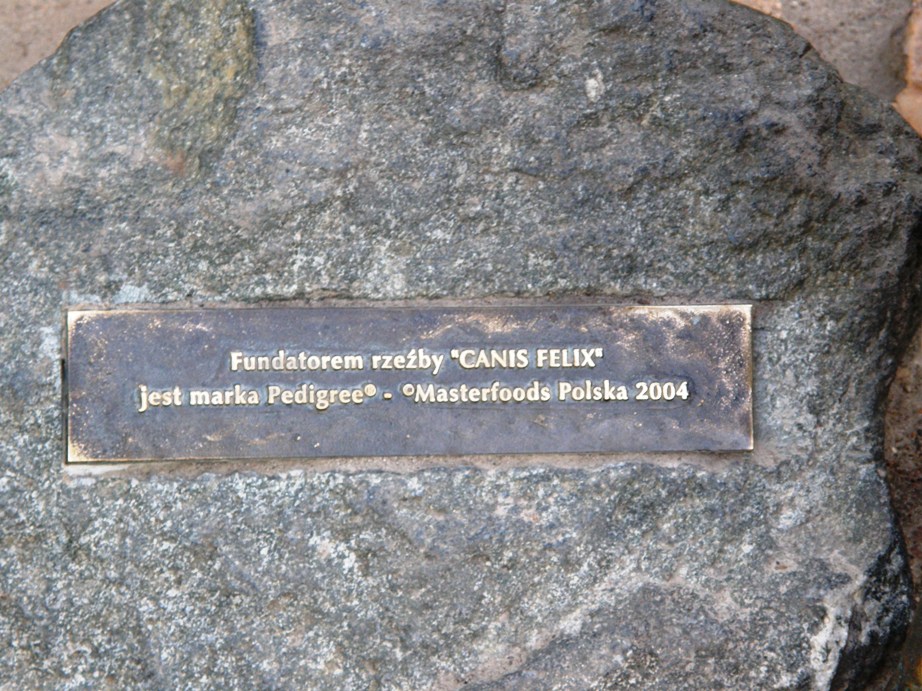 Fundatorem rzeźby "CANIS FELIX"
jest marka Pedigree® - ©Masterfoods Polska 2004